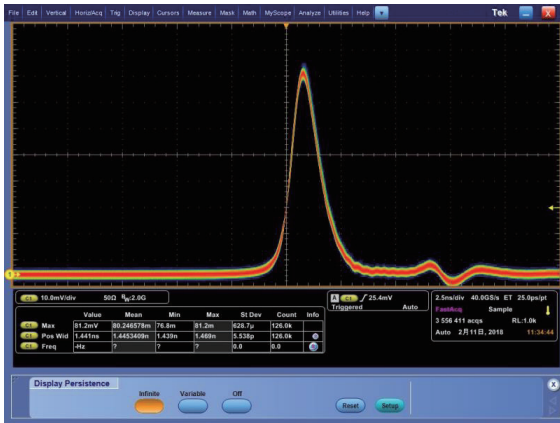 File Edit Vertical Horiz/Acq Trig Display Cursors Measure Mask Math MyScope Analyze Utilities Help Tek X
1
C1 10.0mV/div 50Ω BW:2.0G
A C1 25.4mV
Triggered Auto
2.5ns/div 40.0GS/s ET 25.0ps/pt
FastAcq Sample
3 556 411 acqs RL:1.0k
Auto 2月11日, 2018 11:34:44
Value Mean Min Max St Dev Count Info
C1 Max 81.2mV 80.246578m 76.8m 81.2m 628.7μ 126.0k
C1 Pos Wid 1.441ns 1.4453409n 1.439n 1.469n 5.538p 126.0k
C1 Freq -Hz ? ? ? 0.0 0.0
Display Persistence X
Infinite Variable Off
Reset Setup